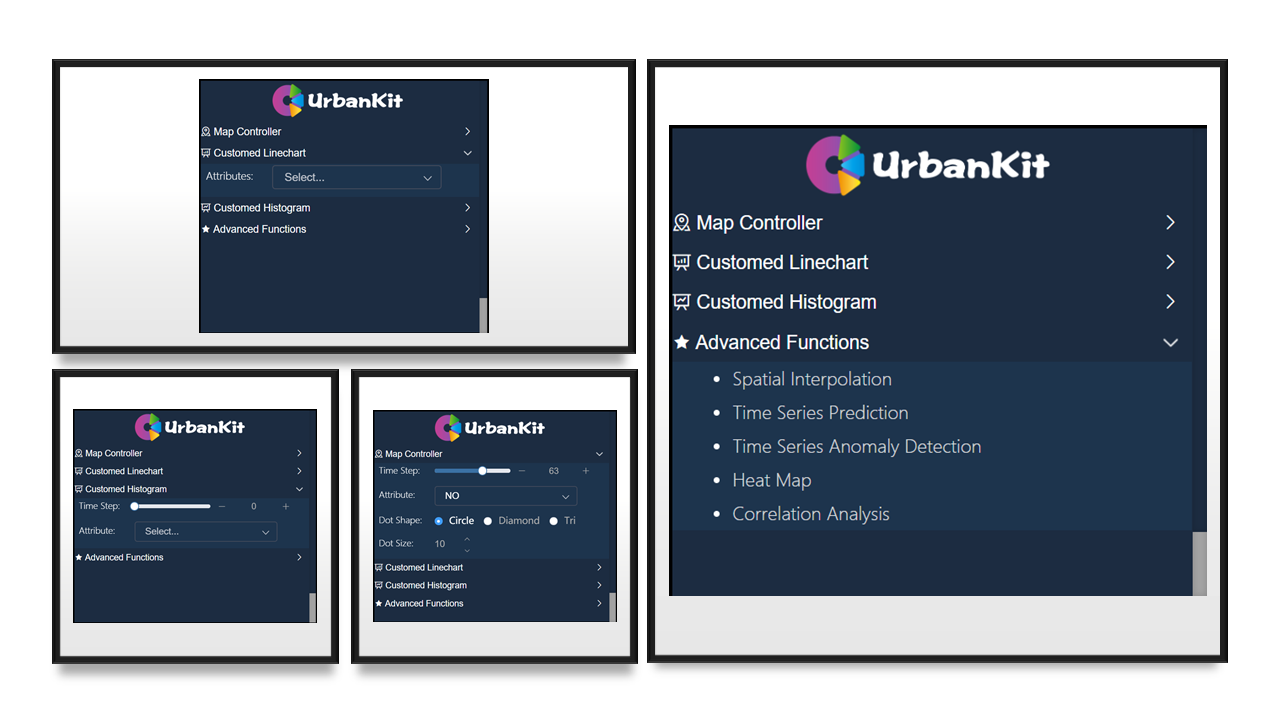 UrbanKit
Map Controller
Customed Linechart
Attributes: Select...
Customed Histogram
Advanced Functions
UrbanKit
Map Controller
Customed Linechart
Customed Histogram
Time Step: 0
Attribute: Select...
Advanced Functions
UrbanKit
Map Controller
Time Step: 63
Attribute: NO
Dot Shape: Circle Diamond Tri
Dot Size: 10
Customed Linechart
Customed Histogram
Advanced Functions
UrbanKit
Map Controller
Customed Linechart
Customed Histogram
Advanced Functions
• Spatial Interpolation
• Time Series Prediction
• Time Series Anomaly Detection
• Heat Map
• Correlation Analysis